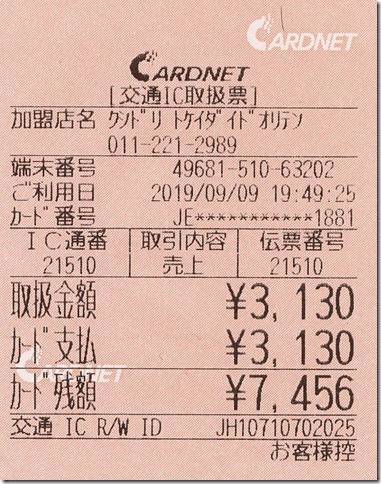 CARDNET
CARDNET
[交通IC取扱票]
加盟店名 ｸｼﾄﾞﾘ ﾄｹｲﾀﾞｲﾄﾞｵﾘﾃﾝ
011-221-2989
端末番号 49681-510-63202
ご利用日 2019/09/09 19:49:25
ｶｰﾄﾞ番号 JE***********1881
IC通番 取引内容 伝票番号
21510 売上 21510
取扱金額 ¥3,130
ｶｰﾄﾞ支払 ¥3,130
ｶｰﾄﾞ残額 ¥7,456
CARDNET
交通 IC R/W ID JH10710702025
お客様控